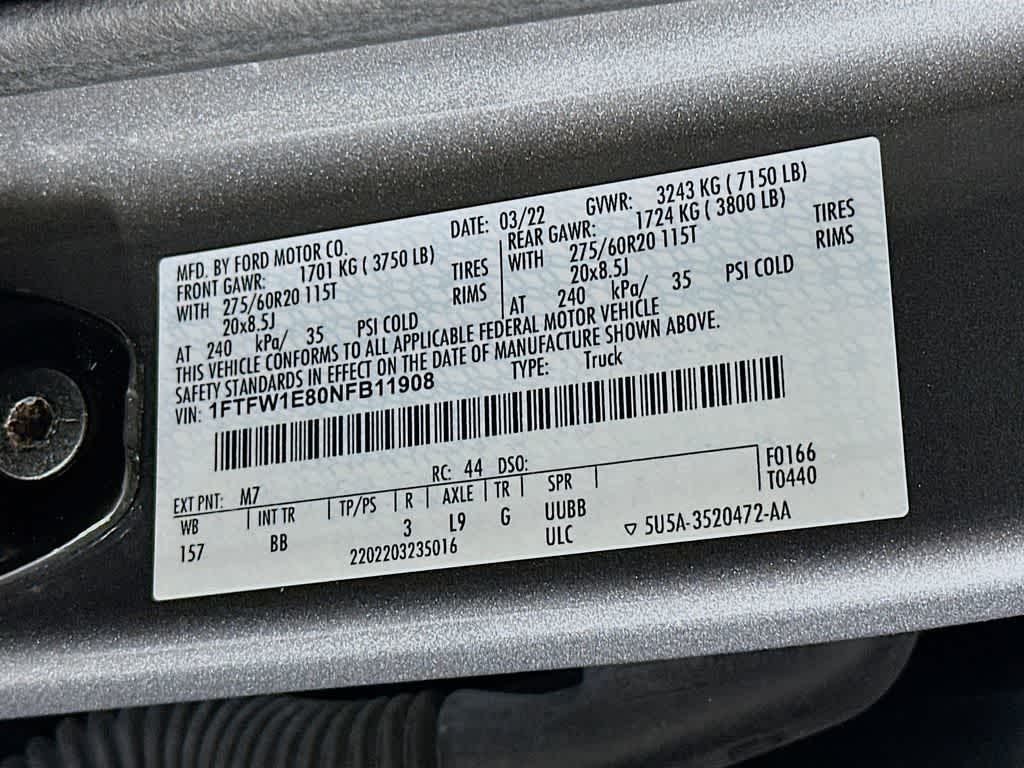 MFD. BY FORD MOTOR CO. DATE: 03/22 GVWR: 3243 KG ( 7150 LB)
FRONT GAWR: 1701 KG ( 3750 LB) REAR GAWR: 1724 KG ( 3800 LB)
WITH 275/60R20 115T TIRES WITH 275/60R20 115T TIRES
20x8.5J RIMS 20x8.5J RIMS
AT 240 kPa/ 35 PSI COLD AT 240 kPa/ 35 PSI COLD
THIS VEHICLE CONFORMS TO ALL APPLICABLE FEDERAL MOTOR VEHICLE
SAFETY STANDARDS IN EFFECT ON THE DATE OF MANUFACTURE SHOWN ABOVE.
VIN: 1FTFW1E80NFB11908 TYPE: Truck
EXT PNT: M7 RC: 44 DSO: F0166
WB INT TR TP/PS R AXLE TR SPR T0440
157 BB 3 L9 G UUBB
2202203235016 ULC ▽ 5U5A-3520472-AA